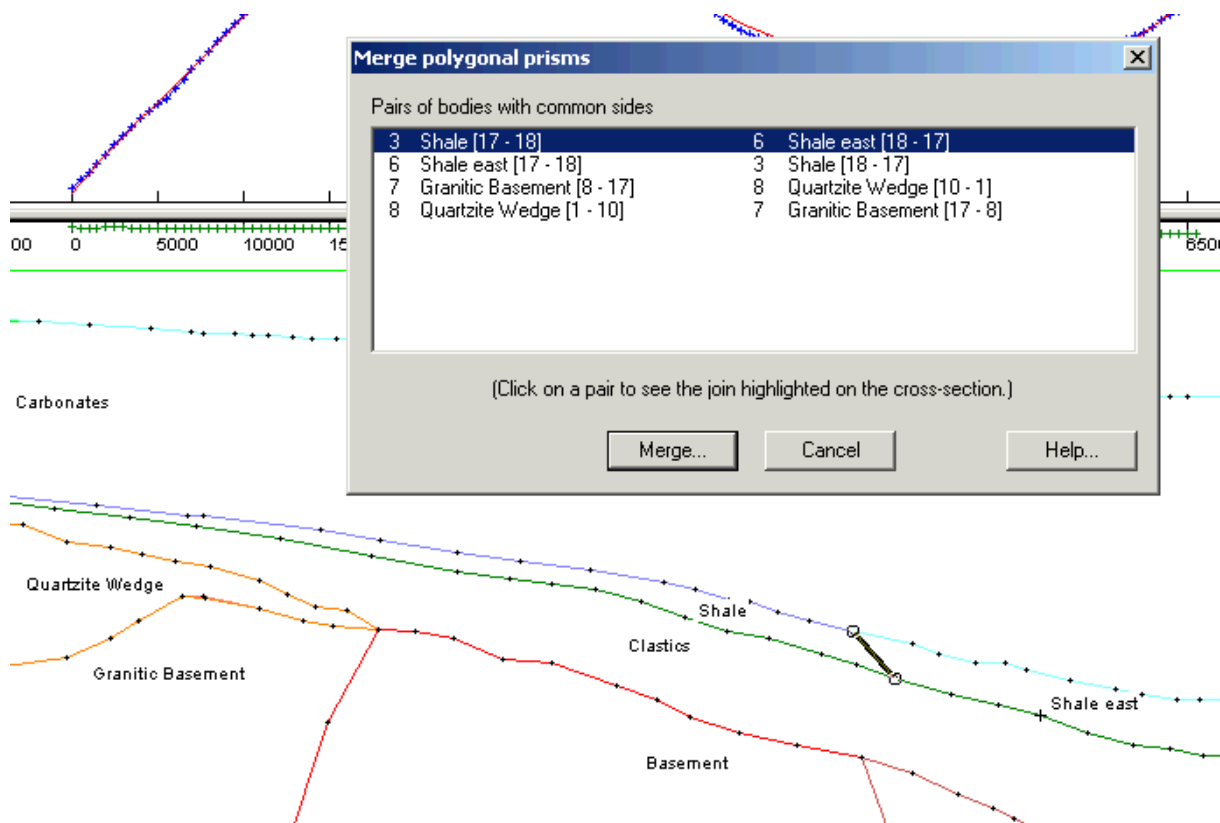 Merge polygonal prisms
Pairs of bodies with common sides
3 Shale [17 - 18] 6 Shale east [18 - 17]
6 Shale east [17 - 18] 3 Shale [18 - 17]
7 Granitic Basement [8 - 17] 8 Quartzite Wedge [10 - 1]
8 Quartzite Wedge [1 - 10] 7 Granitic Basement [17 - 8]
(Click on a pair to see the join highlighted on the cross-section.)
Merge... Cancel Help...
00 0 5000 10000 15 650
Carbonates
Quartzite Wedge
Shale
Clastics
Granitic Basement
Shale east
Basement